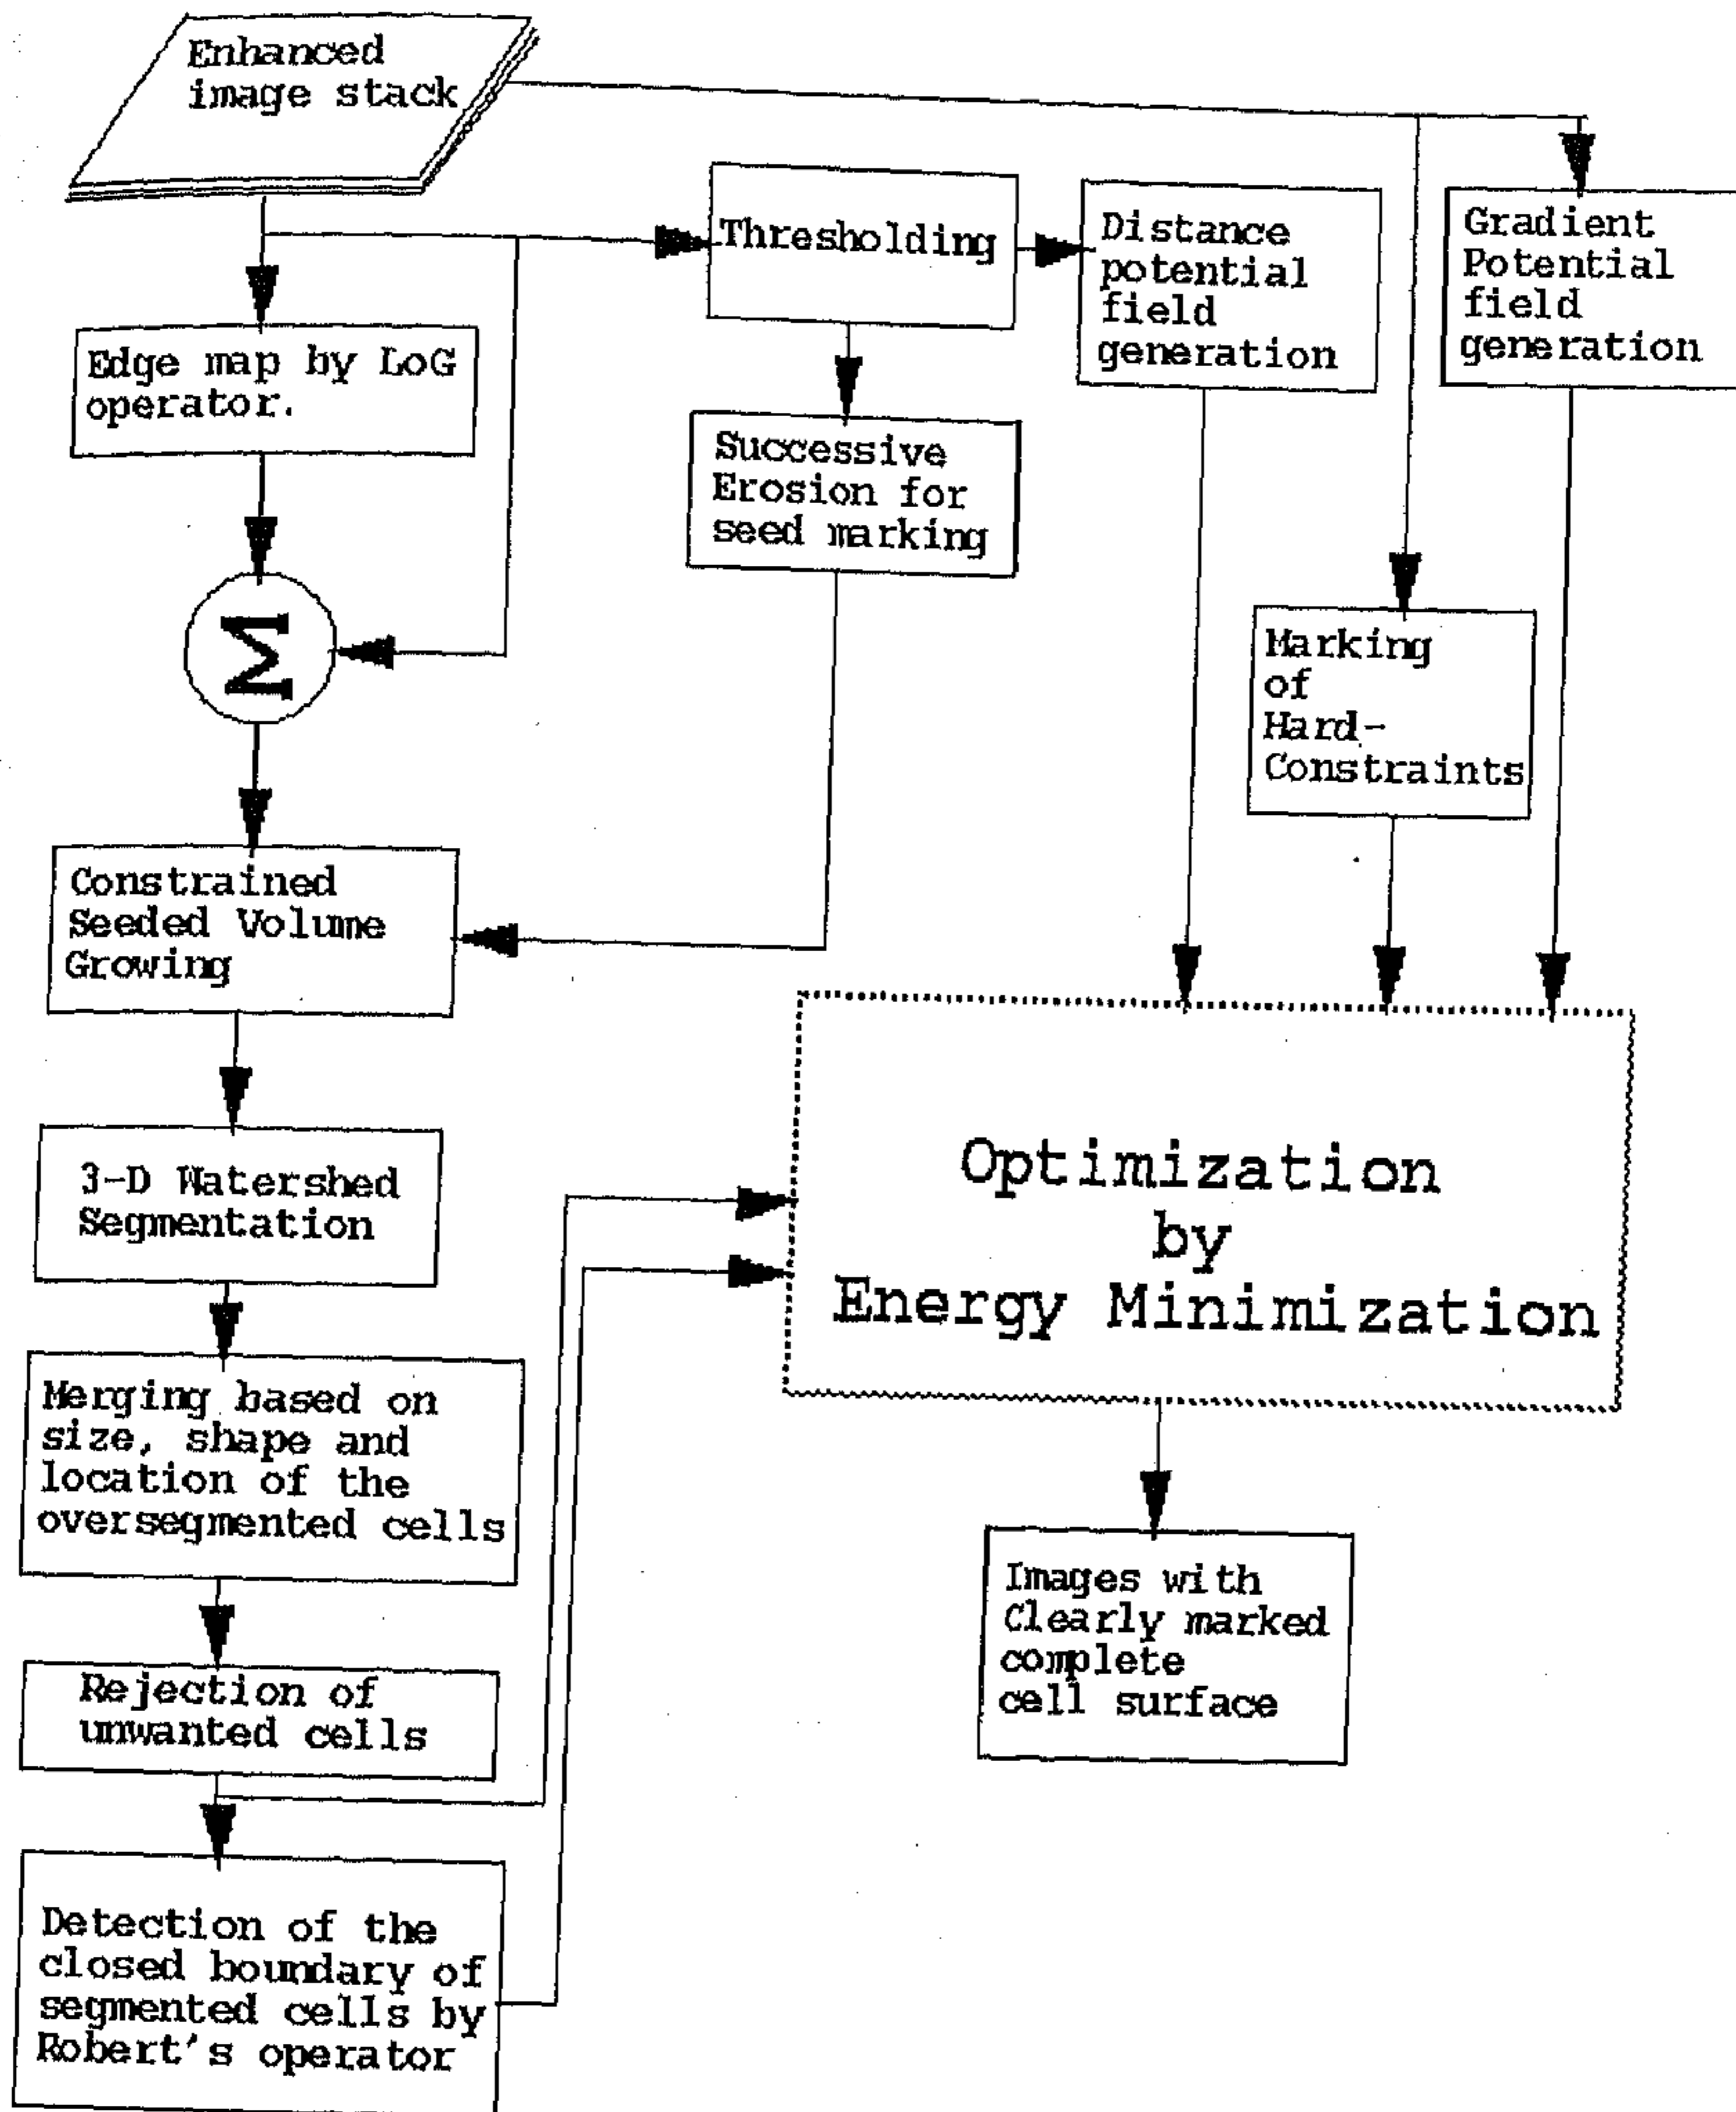 Enhanced
image stack
Thresholding
Distance
potential
field
generation
Gradient
Potential
field
generation
Edge map by LoG
operator.
Successive
Erosion for
seed marking
Σ
Marking
of
Hard-
Constraints
Constrained
Seeded Volume
Growing
3-D Watershed
Segmentation
Optimization
by
Energy Minimization
Merging based on
size, shape and
location of the
oversegmented cells
Images with
Clearly marked
complete
cell surface
Rejection of
unwanted cells
Detection of the
closed boundary of
segmented cells by
Robert's operator